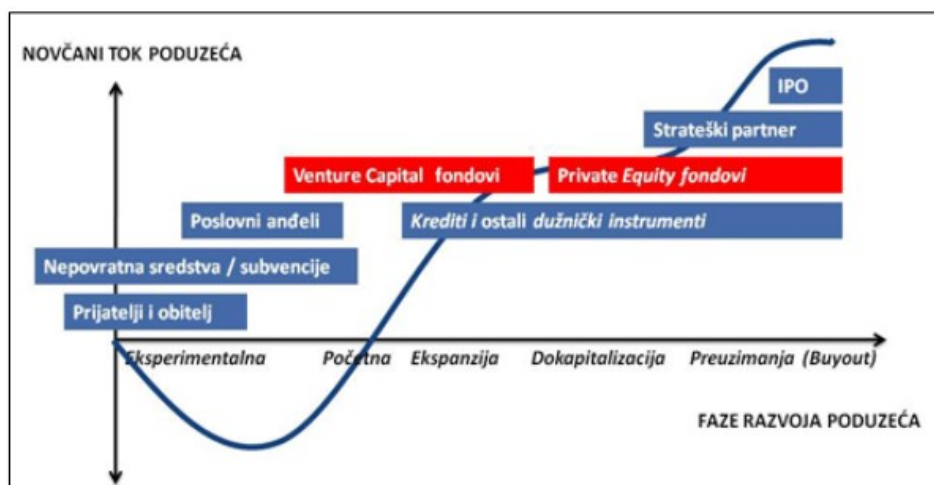 NOVČANI TOK PODUZEĆA
IPO
Strateški partner
Venture Capital fondovi
Private Equity fondovi
Poslovni anđeli
Krediti i ostali dužnički instrumenti
Nepovratna sredstva / subvencije
Prijatelji i obitelj
Eksperimentalna
Početna
Ekspanzija
Dokapitalizacija
Preuzimanja (Buyout)
FAZE RAZVOJA PODUZEĆA